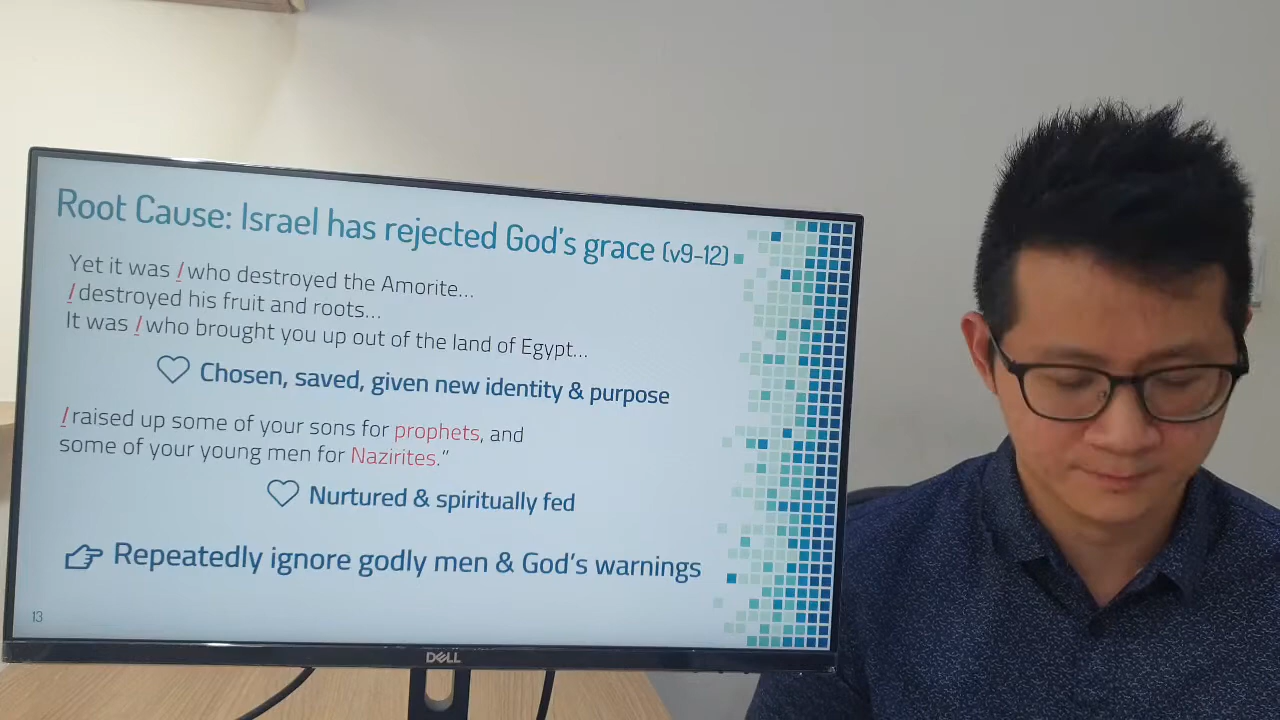 Root Cause: Israel has rejected God's grace (v9-12)
Yet it was I who destroyed the Amorite...
I destroyed his fruit and roots...
It was I who brought you up out of the land of Egypt...
Chosen, saved, given new identity & purpose
I raised up some of your sons for prophets, and
some of your young men for Nazirites."
Nurtured & spiritually fed
Repeatedly ignore godly men & God's warnings
13
DELL